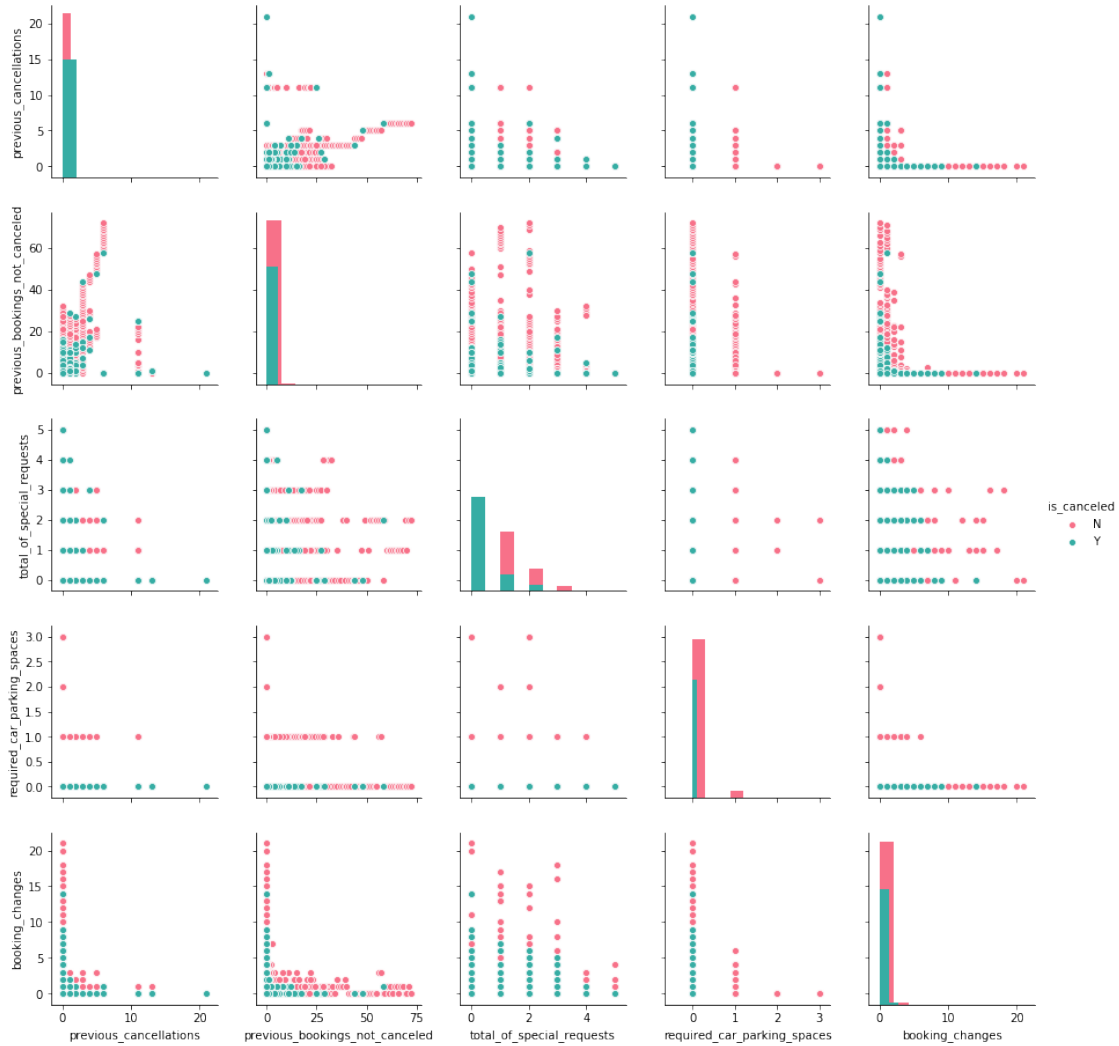 20
15
10
5
0
previous_cancellations
60
40
20
0
previous_bookings_not_canceled
5
4
3
2
1
0
total_of_special_requests
is_canceled
N
Y
3.0
2.5
2.0
1.5
1.0
0.5
0.0
required_car_parking_spaces
20
15
10
5
0
booking_changes
0 20
previous_cancellations
0 25 50 75
previous_bookings_not_canceled
0 2 4
total_of_special_requests
0 1 2 3
required_car_parking_spaces
0 20
booking_changes